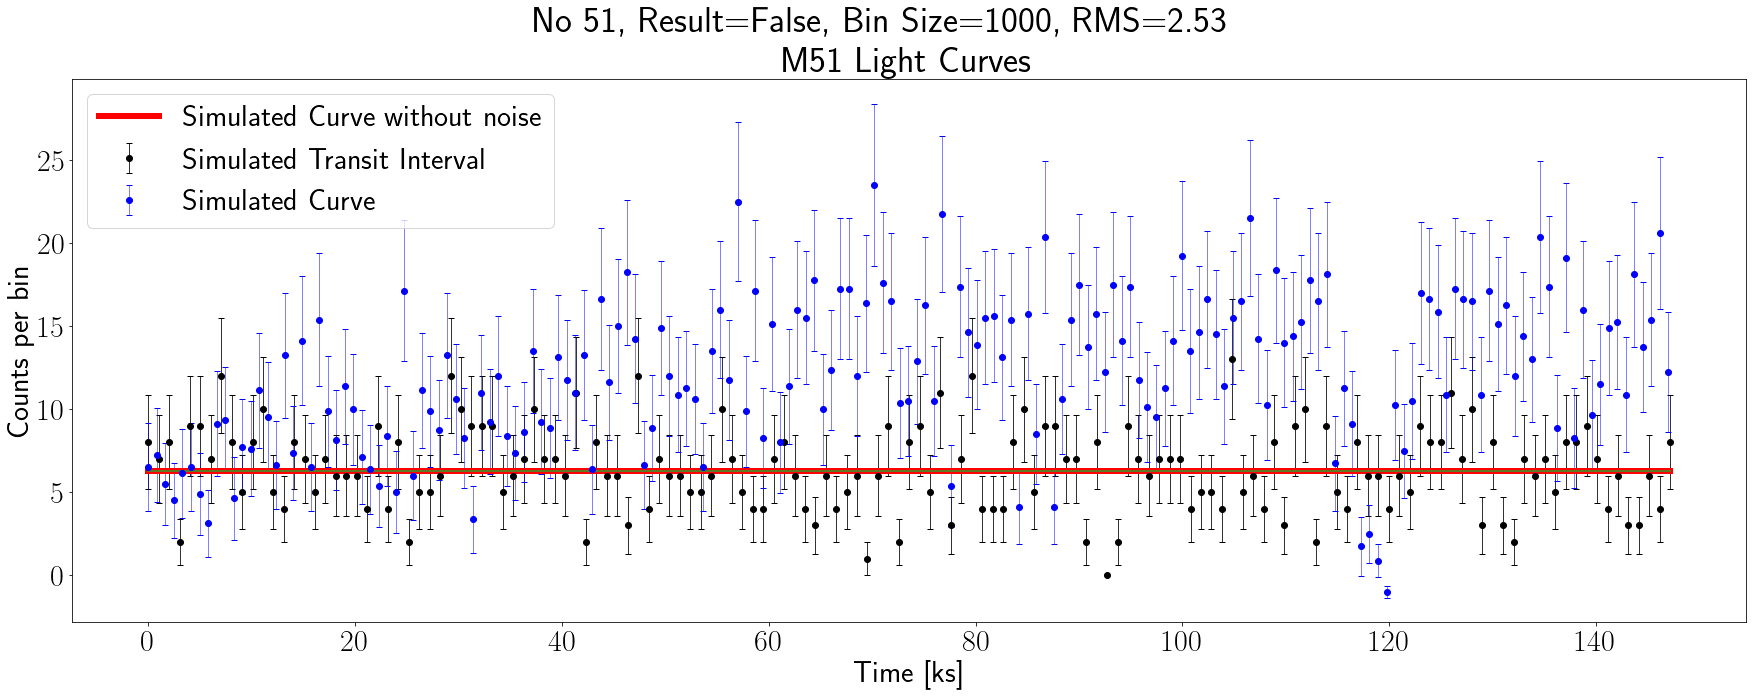 No 51, Result=False, Bin Size=1000, RMS=2.53
M51 Light Curves
Simulated Curve without noise
Simulated Transit Interval
Simulated Curve
Counts per bin
25
20
15
10
5
0
0 20 40 60 80 100 120 140
Time [ks]